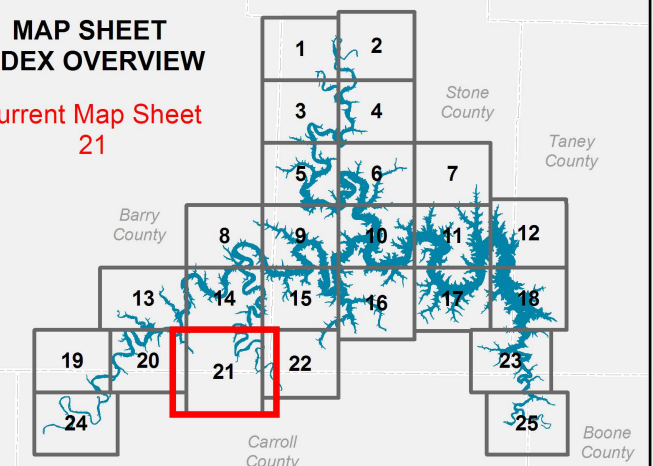 MAP SHEET
DEX OVERVIEW
urrent Map Sheet
21
1
2
3
4
Stone
County
Taney
County
5
6
7
Barry
County
8
9
10
11
12
13
14
15
16
17
18
19
20
21
22
23
24
25
Carroll
County
Boone
County